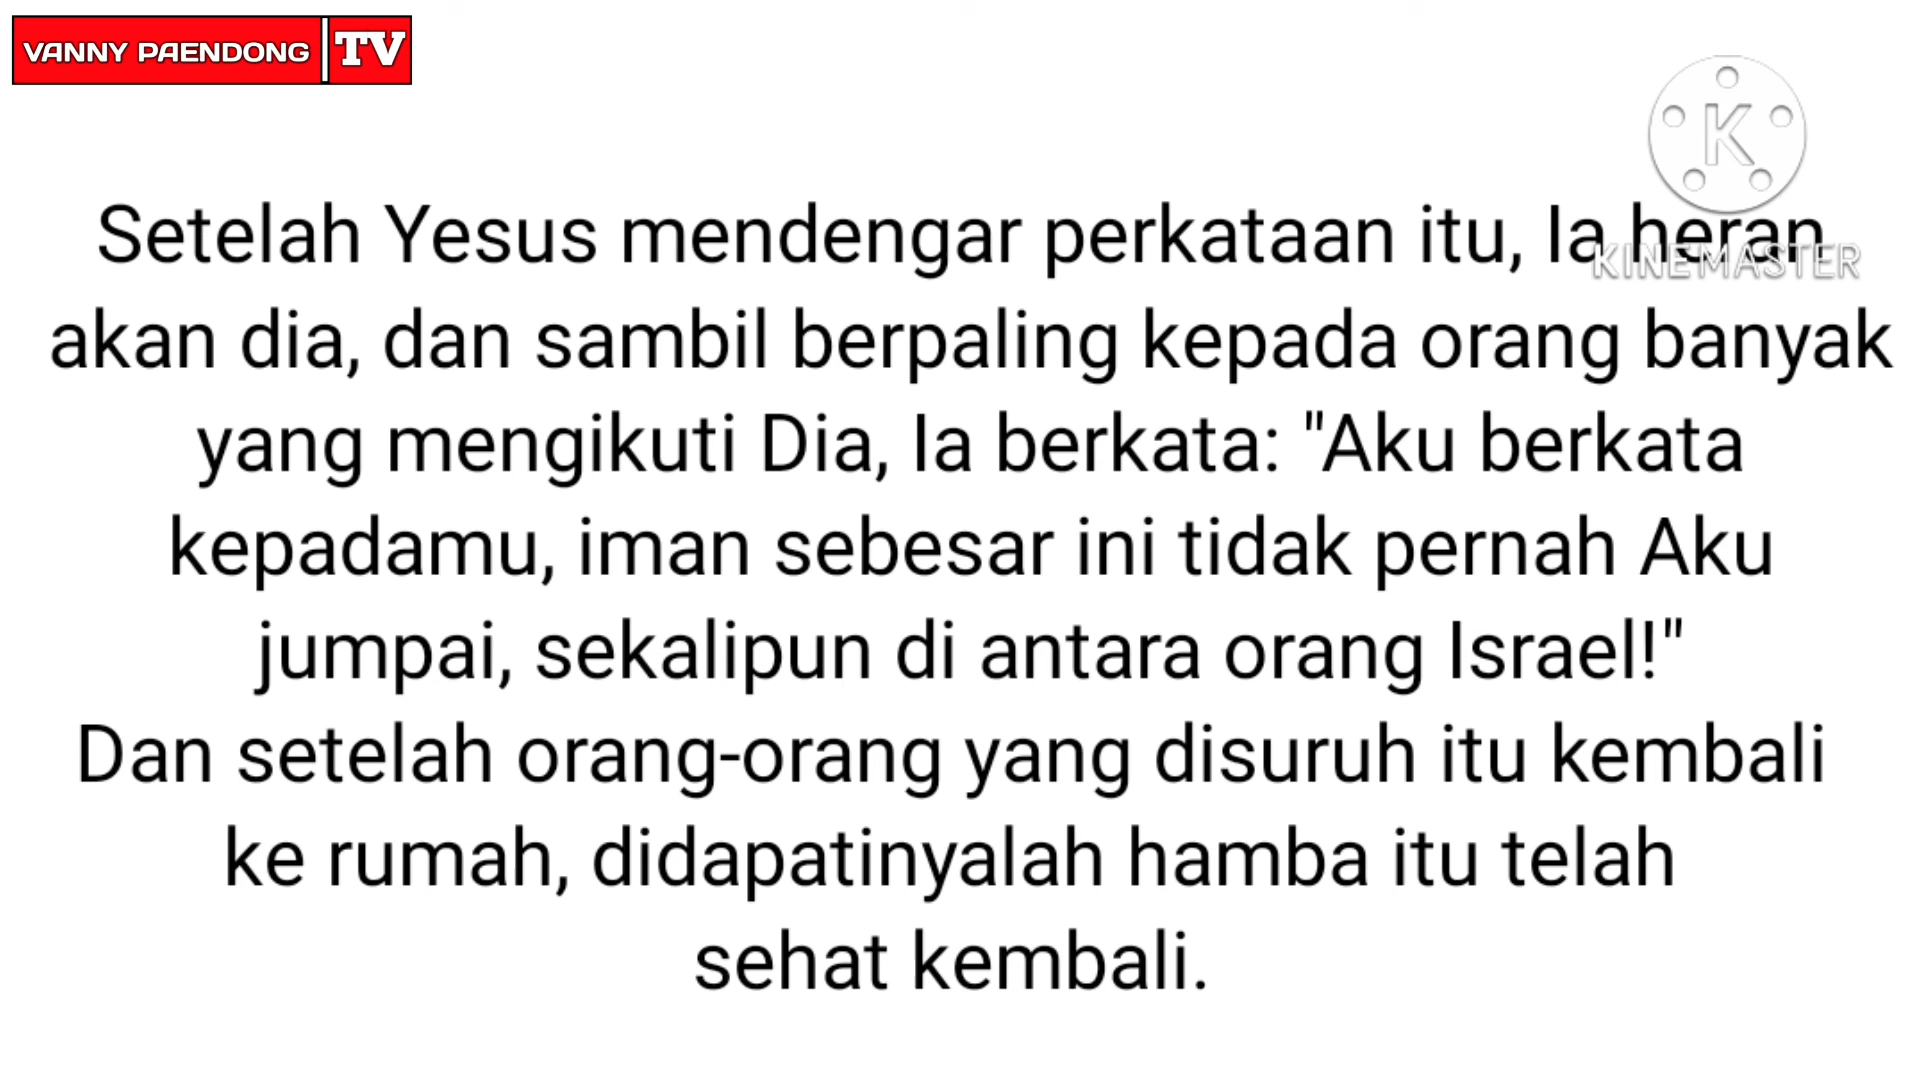 VANNY PAENDONG TV
K
Setelah Yesus mendengar perkataan itu, Ia heran
KINEMASTER
akan dia, dan sambil berpaling kepada orang banyak
yang mengikuti Dia, Ia berkata: "Aku berkata
kepadamu, iman sebesar ini tidak pernah Aku
jumpai, sekalipun di antara orang Israel!"
Dan setelah orang-orang yang disuruh itu kembali
ke rumah, didapatinyalah hamba itu telah
sehat kembali.